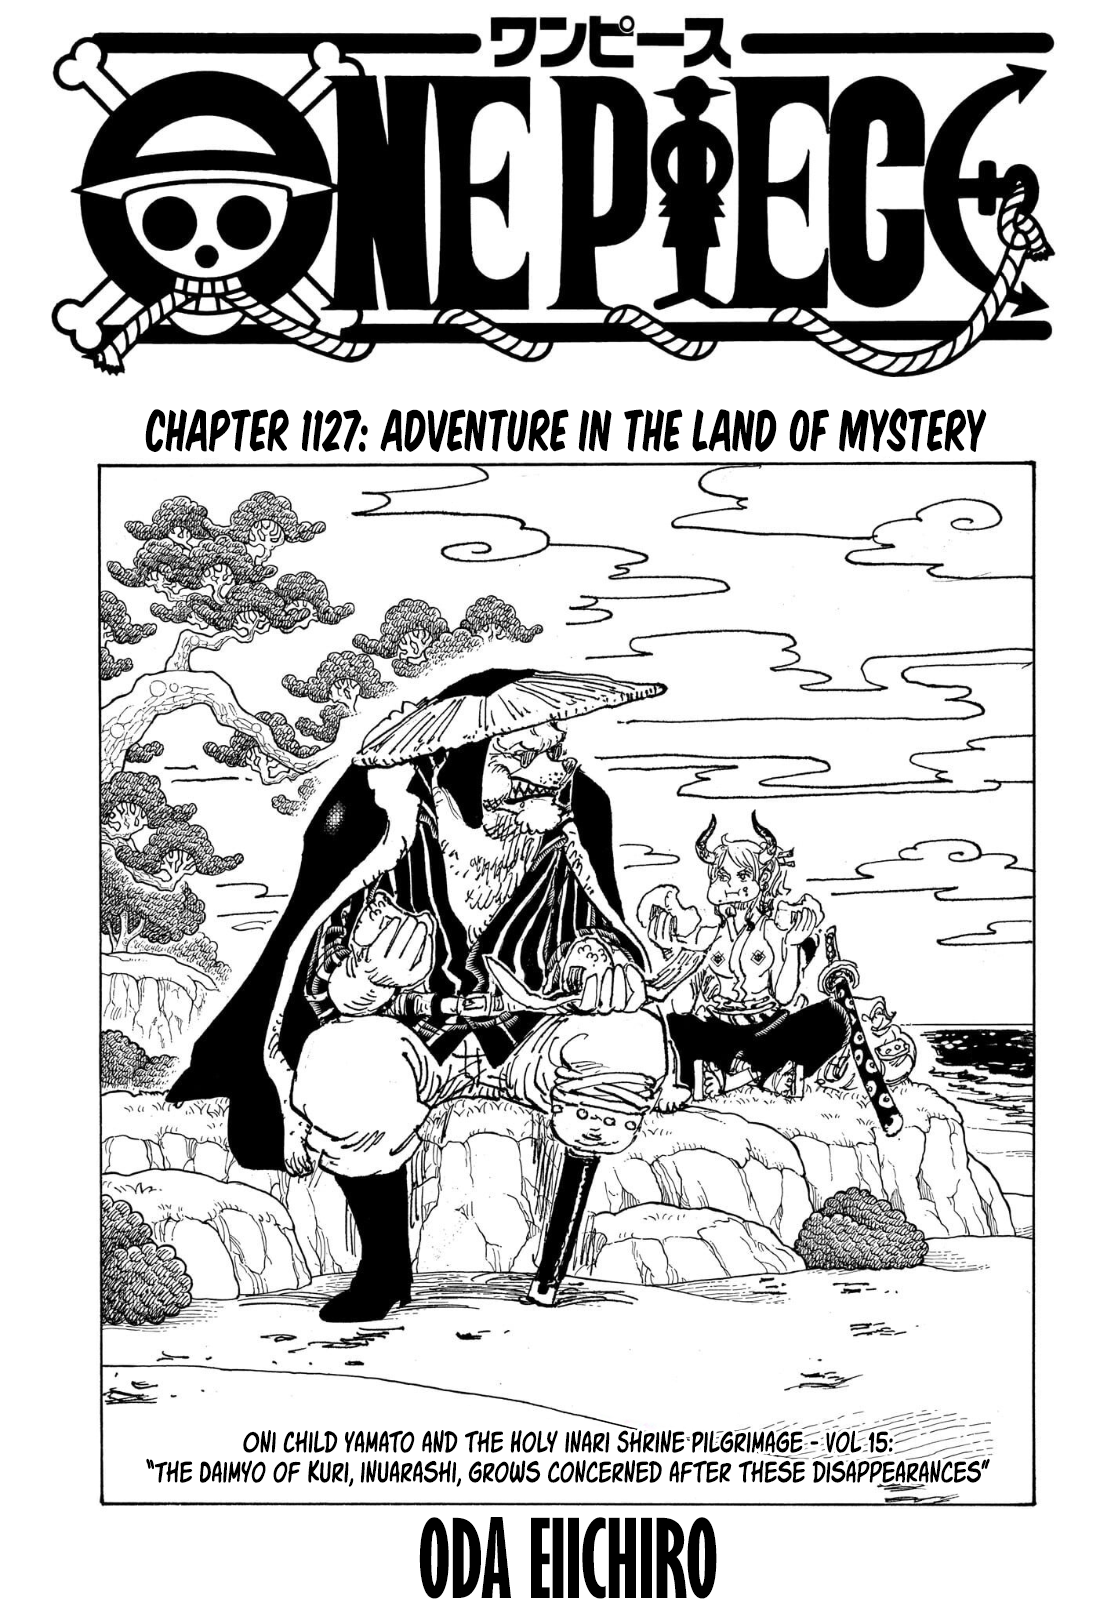 ワンピース
ONE PIECE
CHAPTER 1127: ADVENTURE IN THE LAND OF MYSTERY
ONI CHILD YAMATO AND THE HOLY INARI SHRINE PILGRIMAGE - VOL 15:
"THE DAIMYO OF KURI, INUARASHI, GROWS CONCERNED AFTER THESE DISAPPEARANCES"
ODA EIICHIRO